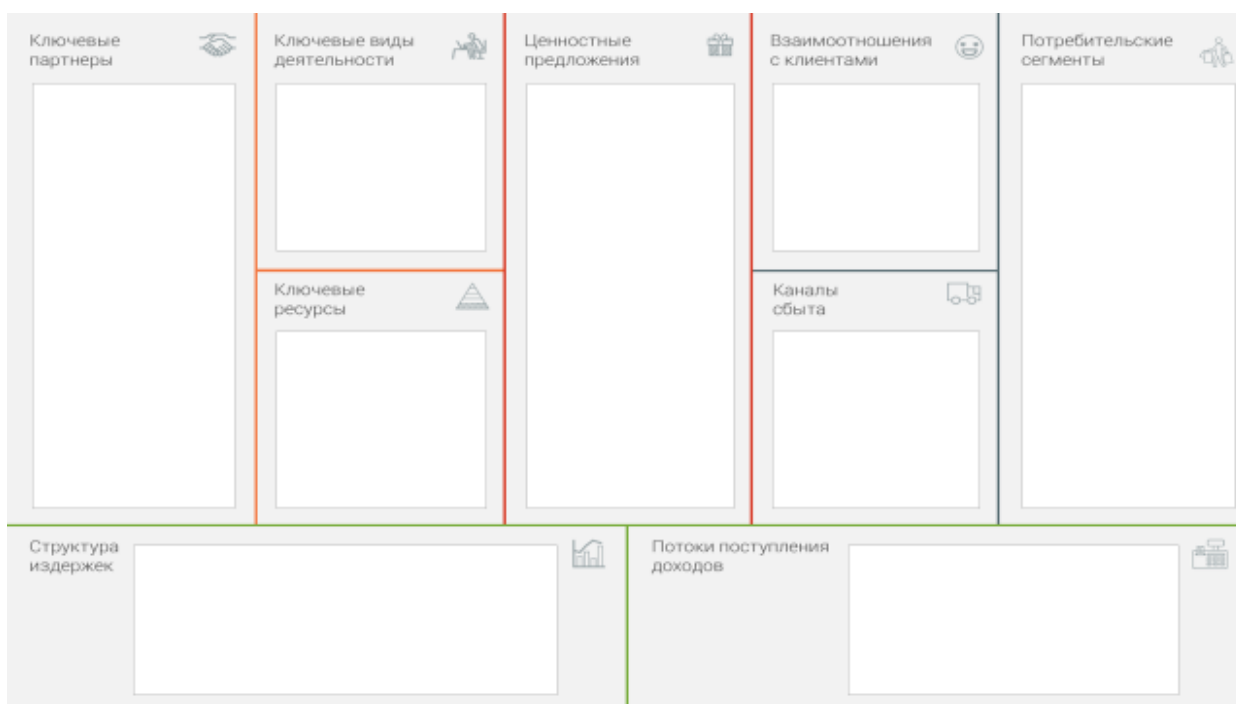 Ключевые
партнеры
Ключевые виды
деятельности
Ценностные
предложения
Взаимоотношения
с клиентами
Потребительские
сегменты
Ключевые
ресурсы
Каналы
сбыта
Структура
издержек
Потоки поступления
доходов